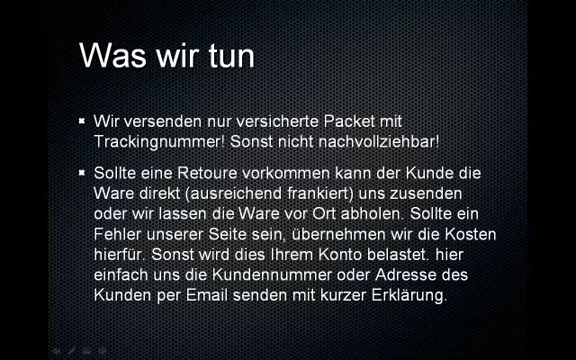 Was wir tun
Wir versenden nur versicherte Packet mit
Trackingnummer! Sonst nicht nachvollziehbar!
Sollte eine Retoure vorkommen kann der Kunde die
Ware direkt (ausreichend frankiert) uns zusenden
oder wir lassen die Ware vor Ort abholen. Sollte ein
Fehler unserer Seite sein, übernehmen wir die Kosten
hierfür. Sonst wird dies Ihrem Konto belastet. hier
einfach uns die Kundennummer oder Adresse des
Kunden per Email senden mit kurzer Erklärung.